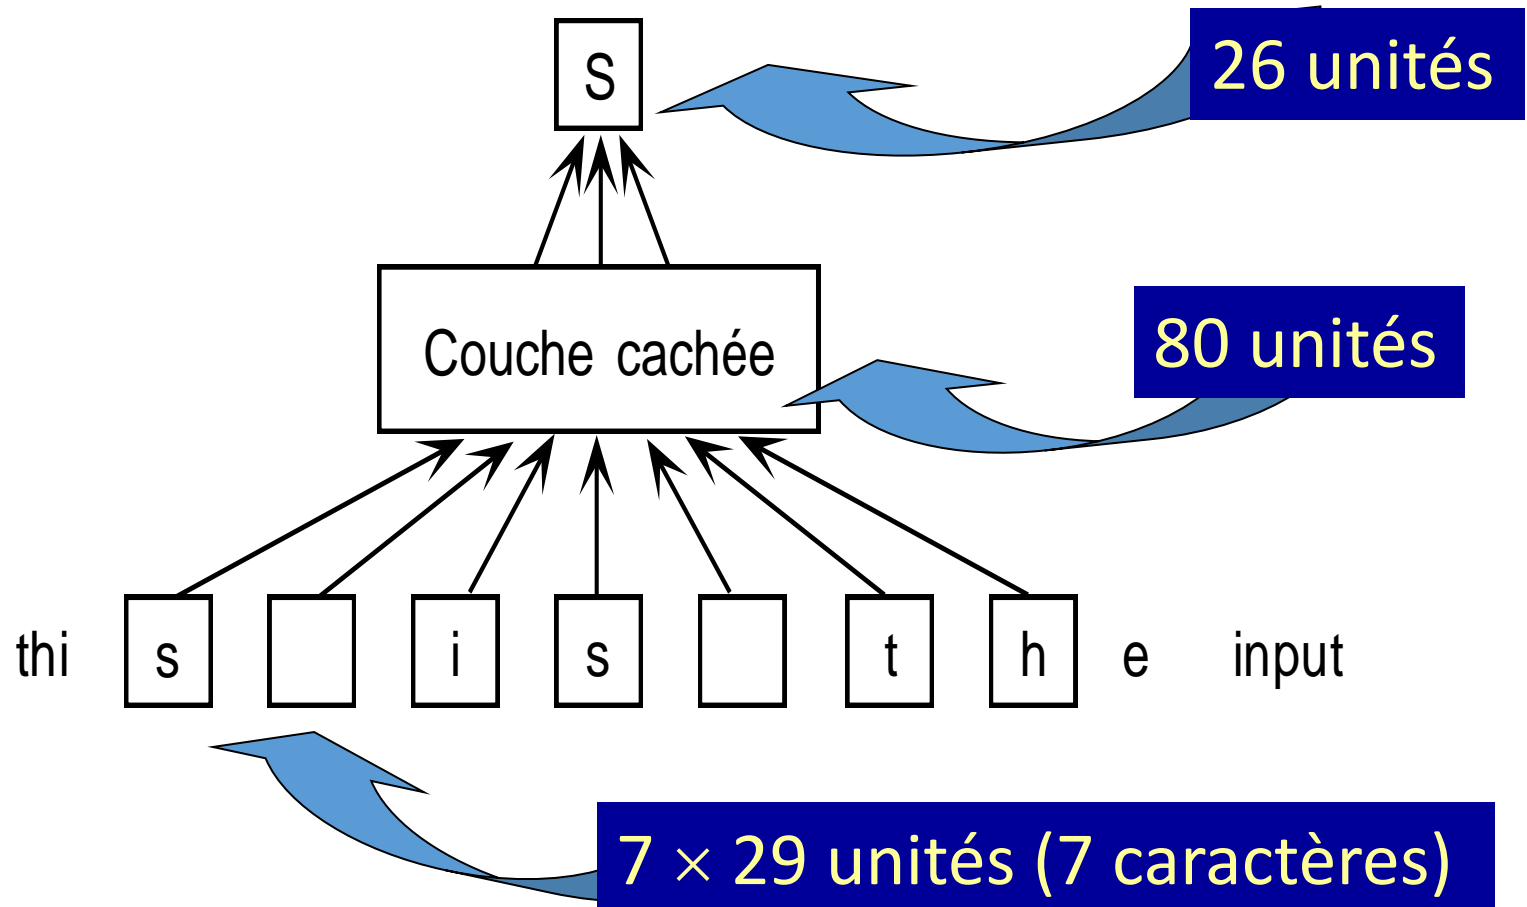 S
26 unités
Couche cachée
80 unités
thi s i s t h e input
7 × 29 unités (7 caractères)